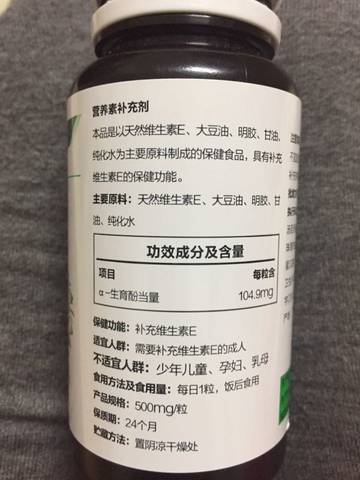 营养素补充剂
本品是以天然维生素E、大豆油、明胶、甘油、
纯化水为主要原料制成的保健食品，具有补充
维生素E的保健功能。
主要原料：天然维生素E、大豆油、明胶、甘
油、纯化水
功效成分及含量
项目 每粒含
α-生育酚当量 104.9mg
保健功能：补充维生素E
适宜人群：需要补充维生素E的成人
不适宜人群：少年儿童、孕妇、乳母
食用方法及食用量：每日1粒，饭后食用
产品规格：500mg/粒
保质期：24个月
贮藏方法：置阴凉干燥处